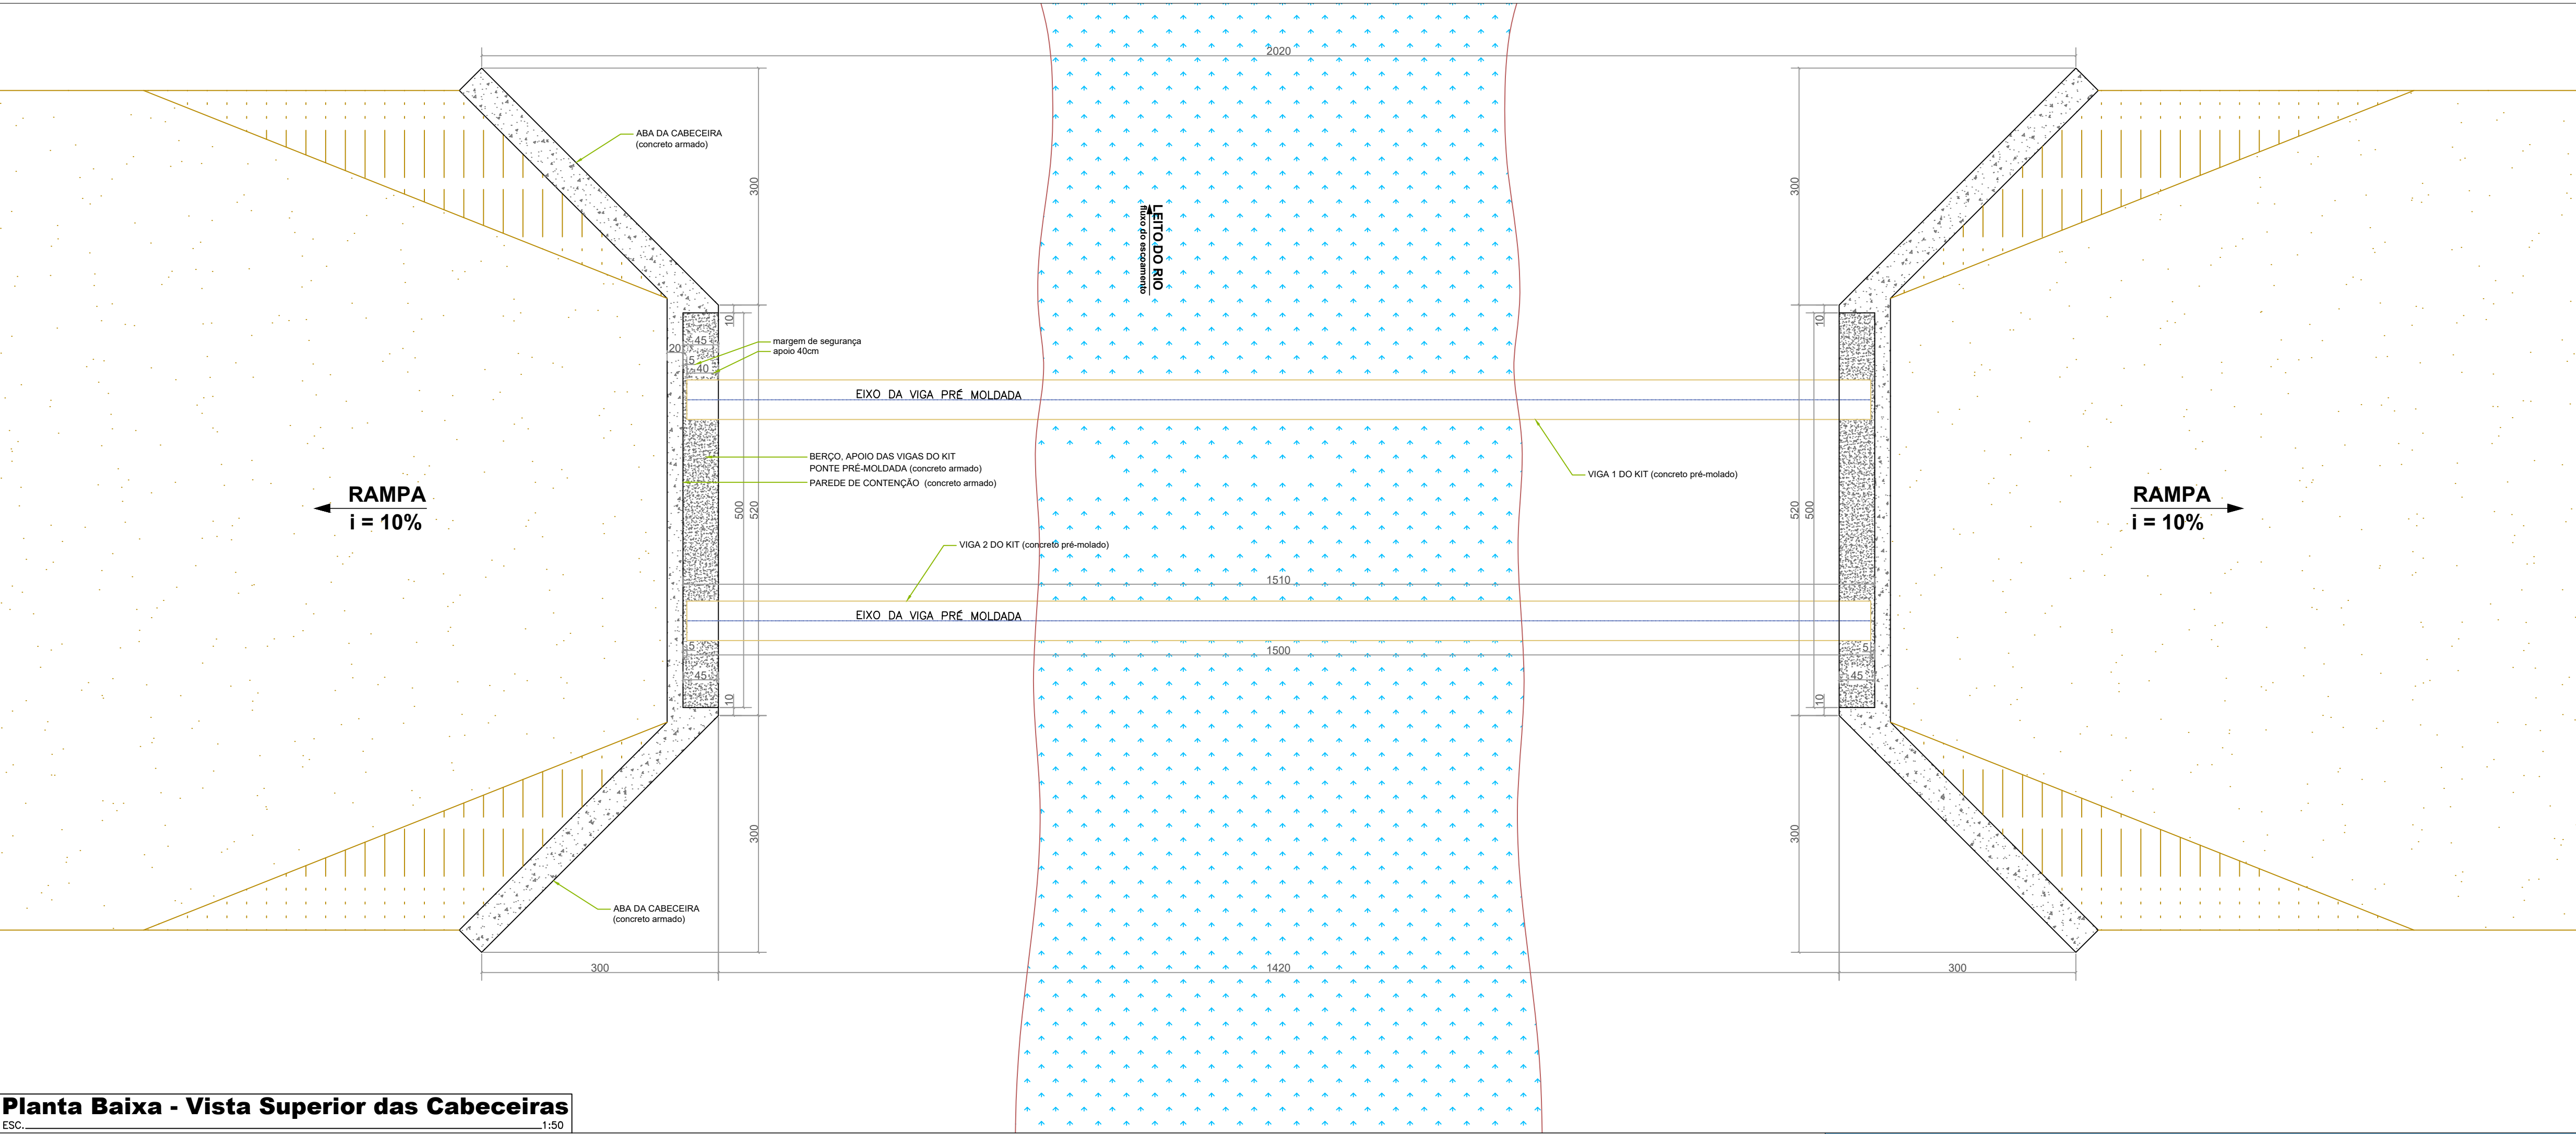 2020
ABA DA CABECEIRA
(concreto armado)
300
300
LEITO DO RIO
fluxo do escoamento
10
10
45
20
5
40
margem de segurança
apoio 40cm
EIXO DA VIGA PRÉ MOLDADA
BERÇO, APOIO DAS VIGAS DO KIT
PONTE PRÉ-MOLDADA (concreto armado)
PAREDE DE CONTENÇÃO (concreto armado)
VIGA 1 DO KIT (concreto pré-molado)
RAMPA
i = 10%
500
520
520
500
RAMPA
i = 10%
VIGA 2 DO KIT (concreto pré-molado)
1510
EIXO DA VIGA PRÉ MOLDADA
5
1500
5
45
45
10
10
300
300
ABA DA CABECEIRA
(concreto armado)
300
1420
300
Planta Baixa - Vista Superior das Cabeceiras
ESC. 1:50